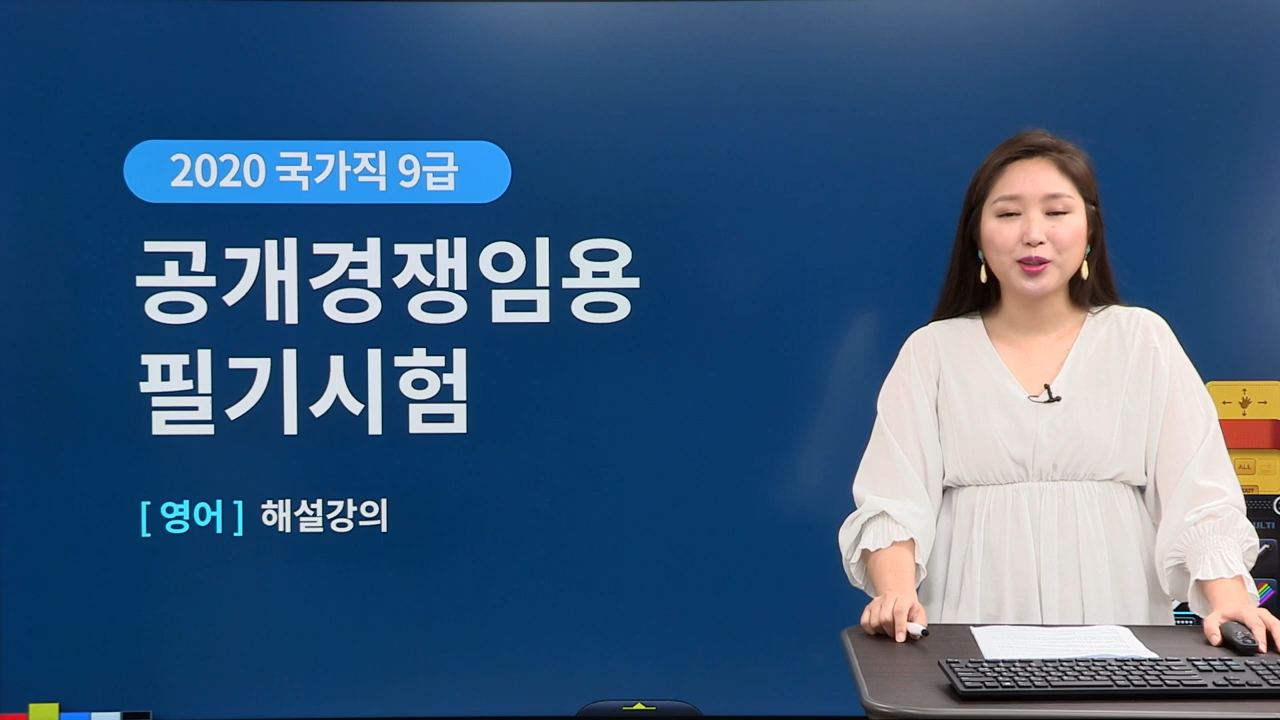 2020 국가직 9급
공개경쟁임용
필기시험
[ 영어 ] 해설강의
ALL